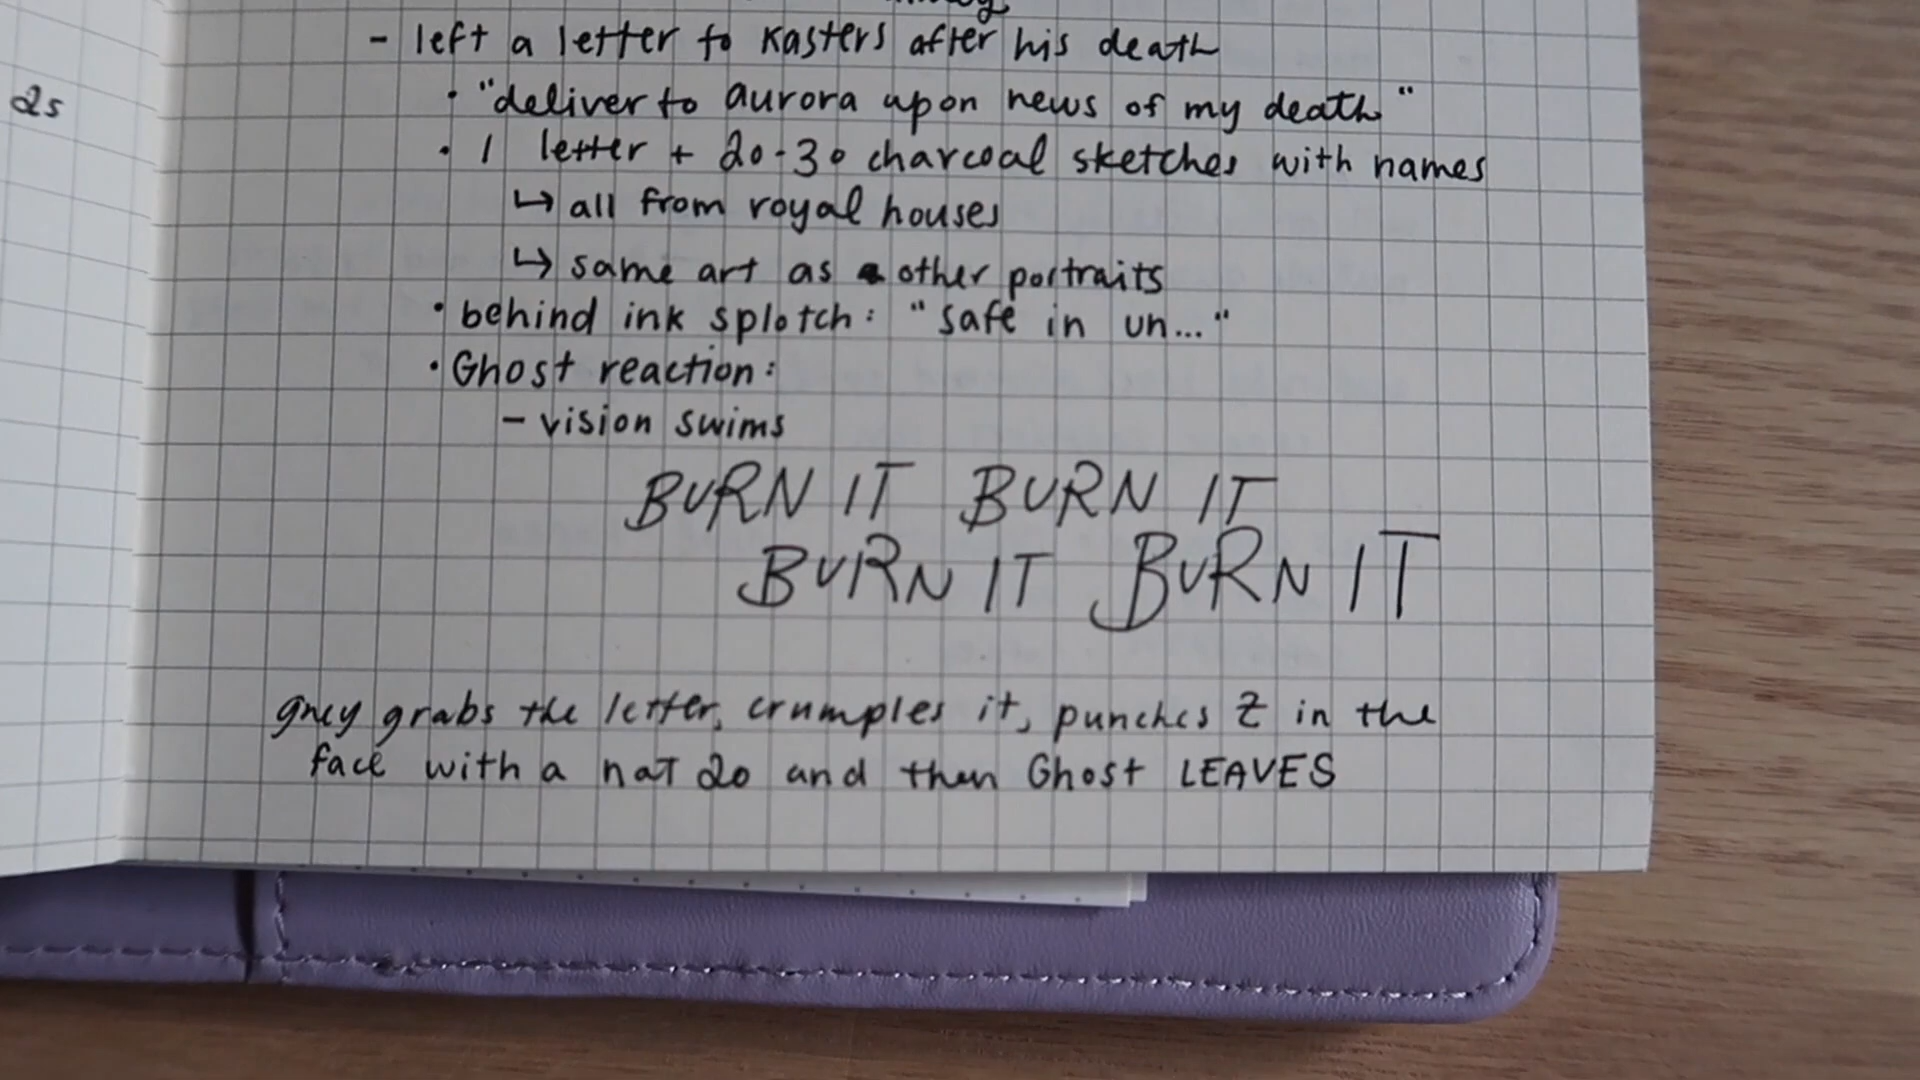 2s
- left a letter to Kasters after his death
• "deliver to aurora upon news of my death"
• 1 letter + 20-30 charcoal sketches with names
↳ all from royal houses
↳ same art as other portraits
• behind ink splotch: "safe in un..."
• Ghost reaction:
- vision swims
BURN IT BURN IT
BURN IT BURN IT
grey grabs the letter, crumples it, punches Z in the
face with a nat 20 and then Ghost LEAVES